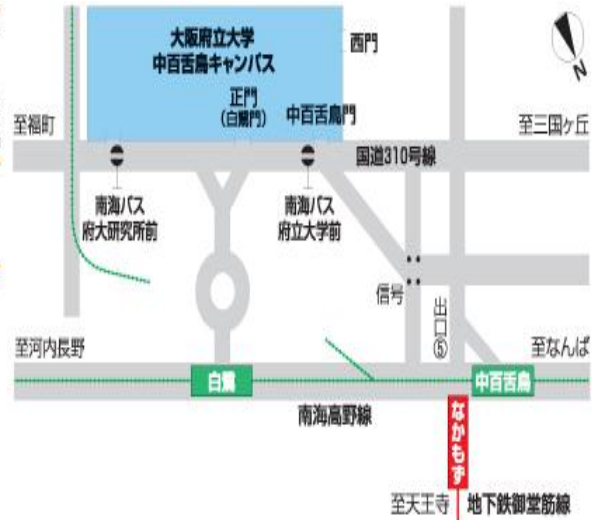 大阪府立大学
中百舌鳥キャンパス
西門
N
正門
(白鷺門)
中百舌鳥門
至福町
至三国ヶ丘
国道310号線
南海バス
府大研究所前
南海バス
府立大学前
信号
出口⑤
至河内長野
至なんば
白鷺
中百舌鳥
南海高野線
なかもず
至天王寺
地下鉄御堂筋線